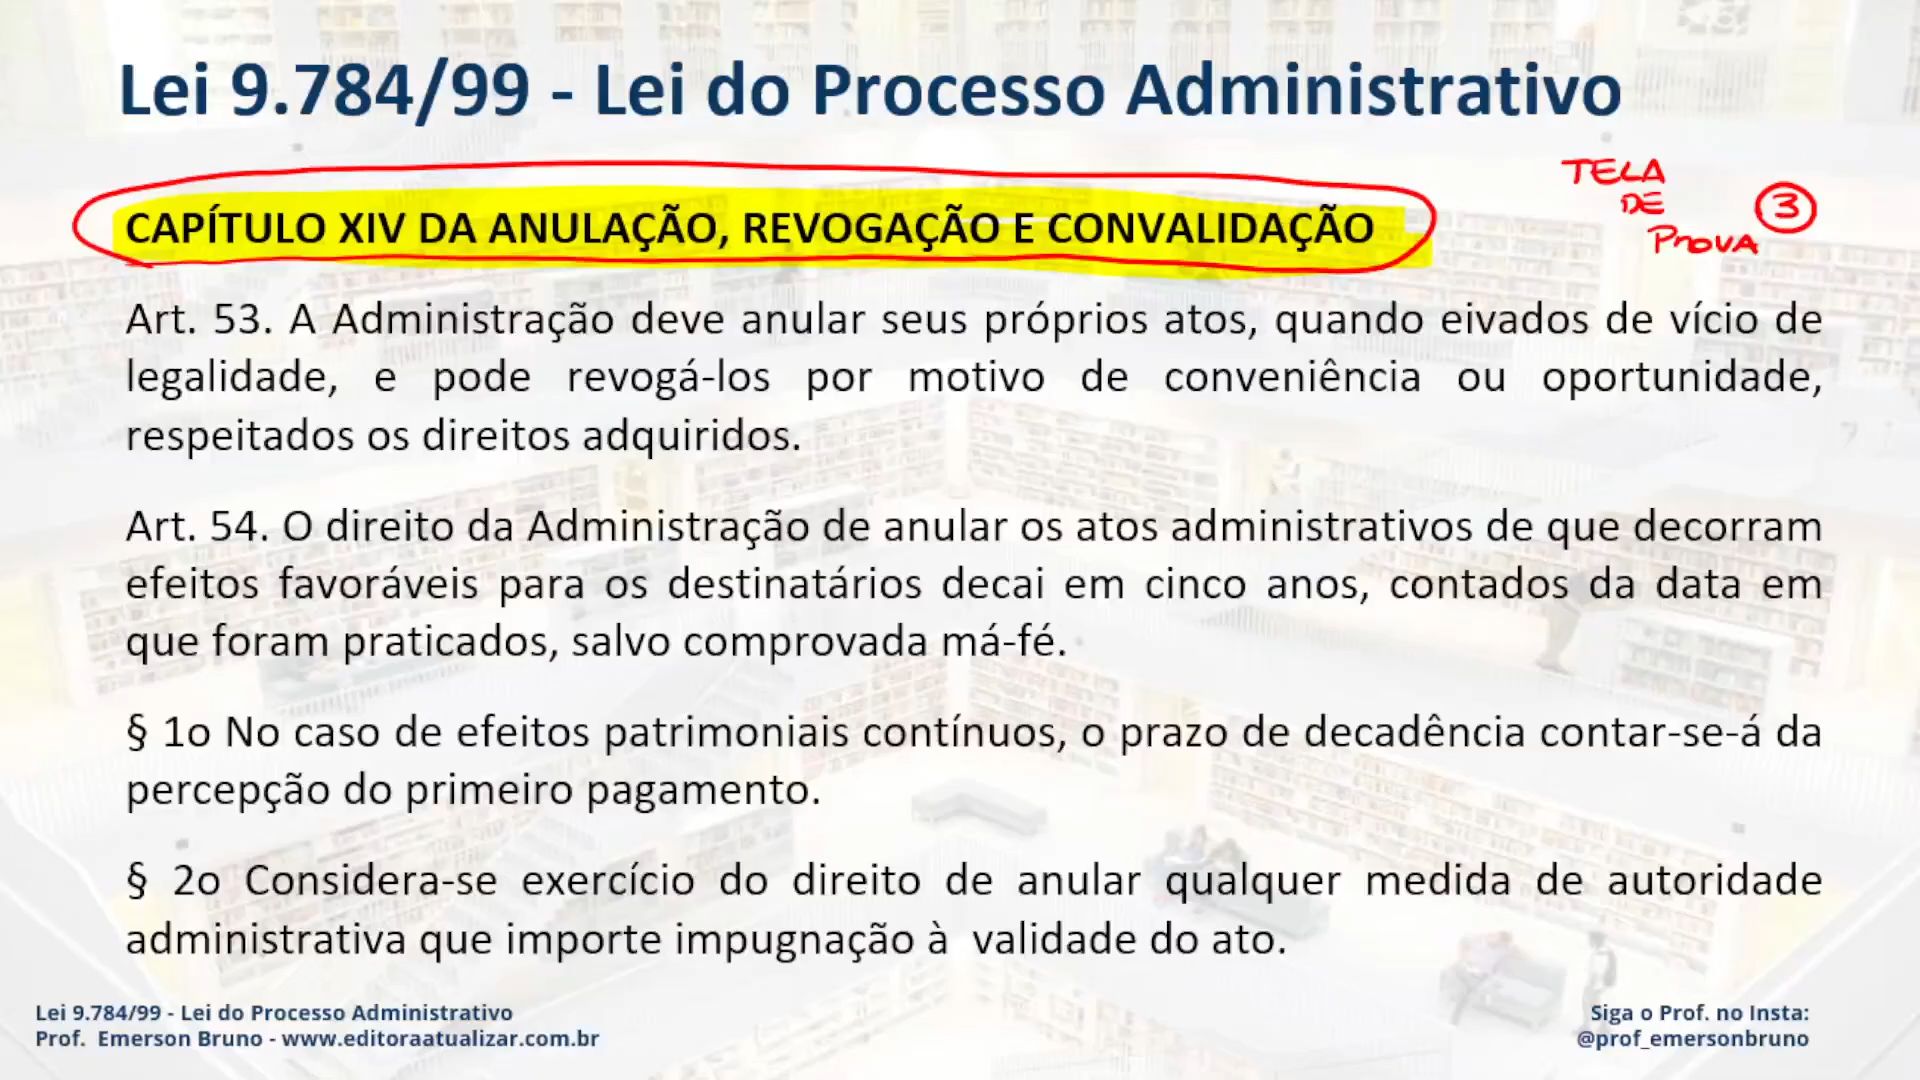 Lei 9.784/99 - Lei do Processo Administrativo
TELA
DE
PROVA
3
CAPÍTULO XIV DA ANULAÇÃO, REVOGAÇÃO E CONVALIDAÇÃO
Art. 53. A Administração deve anular seus próprios atos, quando eivados de vício de
legalidade, e pode revogá-los por motivo de conveniência ou oportunidade,
respeitados os direitos adquiridos.
Art. 54. O direito da Administração de anular os atos administrativos de que decorram
efeitos favoráveis para os destinatários decai em cinco anos, contados da data em
que foram praticados, salvo comprovada má-fé.
§ 1o No caso de efeitos patrimoniais contínuos, o prazo de decadência contar-se-á da
percepção do primeiro pagamento.
§ 2o Considera-se exercício do direito de anular qualquer medida de autoridade
administrativa que importe impugnação à validade do ato.
Lei 9.784/99 - Lei do Processo Administrativo
Prof. Emerson Bruno - www.editoraatualizar.com.br
Siga o Prof. no Insta:
@prof_emersonbruno